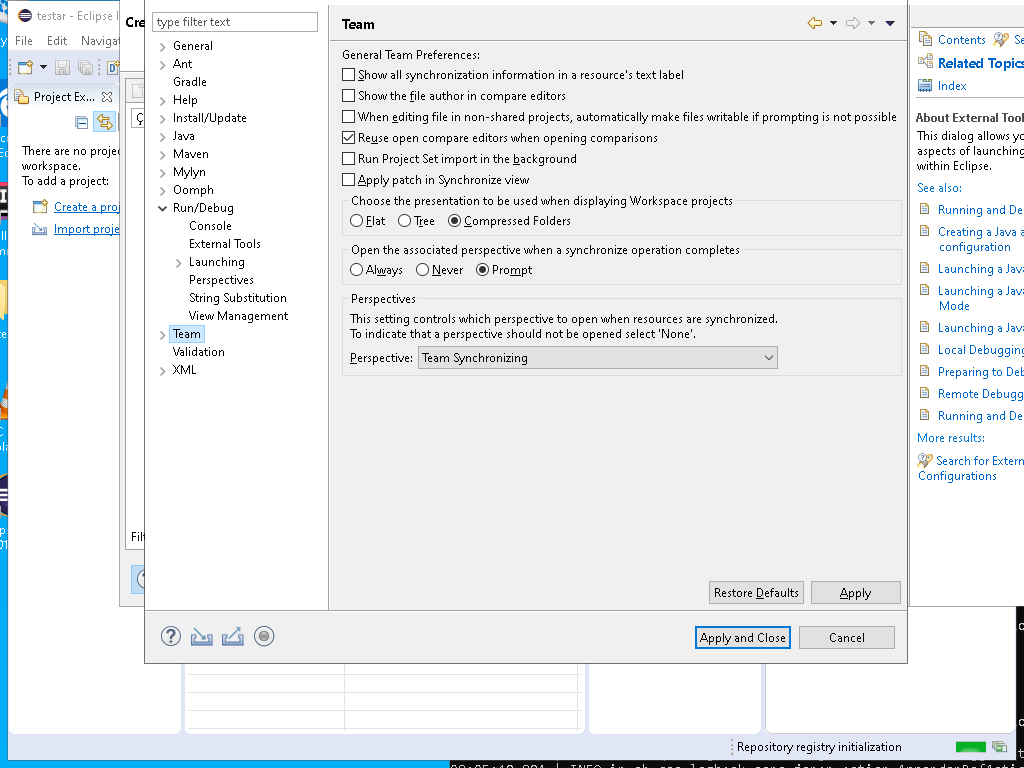 testar - Eclipse I
File Edit Navigat
Project Ex...
There are no proje
workspace.
To add a project:
Create a proj
Import proje
Cre
type filter text
General
Ant
Gradle
Help
Install/Update
Java
Maven
Mylyn
Oomph
Run/Debug
Console
External Tools
Launching
Perspectives
String Substitution
View Management
Team
Validation
XML
Filt
Team
General Team Preferences:
Show all synchronization information in a resource's text label
Show the file author in compare editors
When editing file in non-shared projects, automatically make files writable if prompting is not possible
Reuse open compare editors when opening comparisons
Run Project Set import in the background
Apply patch in Synchronize view
Choose the presentation to be used when displaying Workspace projects
Flat Tree Compressed Folders
Open the associated perspective when a synchronize operation completes
Always Never Prompt
Perspectives
This setting controls which perspective to open when resources are synchronized.
To indicate that a perspective should not be opened select 'None'.
Perspective: Team Synchronizing
Restore Defaults Apply
Apply and Close Cancel
Contents Se
Related Topics
Index
About External Tool
This dialog allows yo
aspects of launching
within Eclipse.
See also:
Running and De
Creating a Java a
configuration
Launching a Java
Launching a Java
Mode
Launching a Java
Local Debugging
Preparing to Deb
Remote Debugg
Running and De
More results:
Search for Extern
Configurations
Repository registry initialization